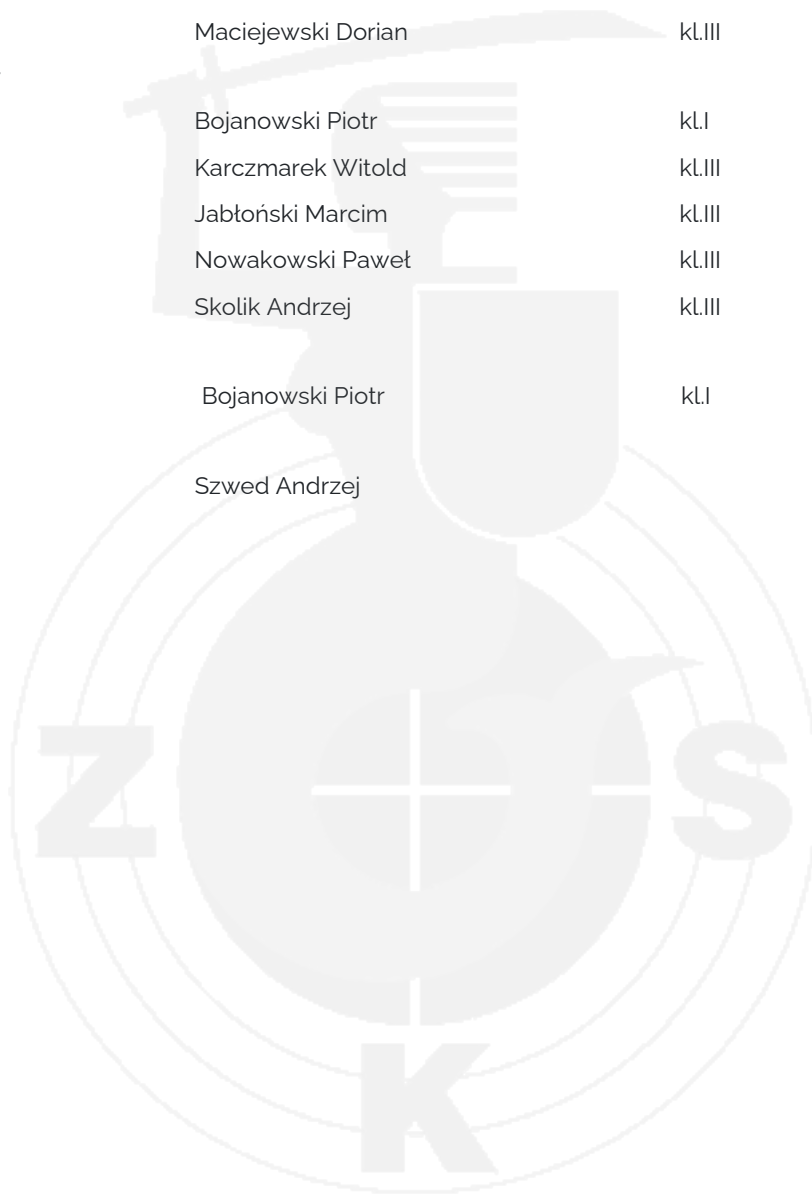 Maciejewski Dorian kl.III
Bojanowski Piotr kl.I
Karczmarek Witold kl.III
Jabłoński Marcim kl.III
Nowakowski Paweł kl.III
Skolik Andrzej kl.III
Bojanowski Piotr kl.I
Szwed Andrzej
Z S
K